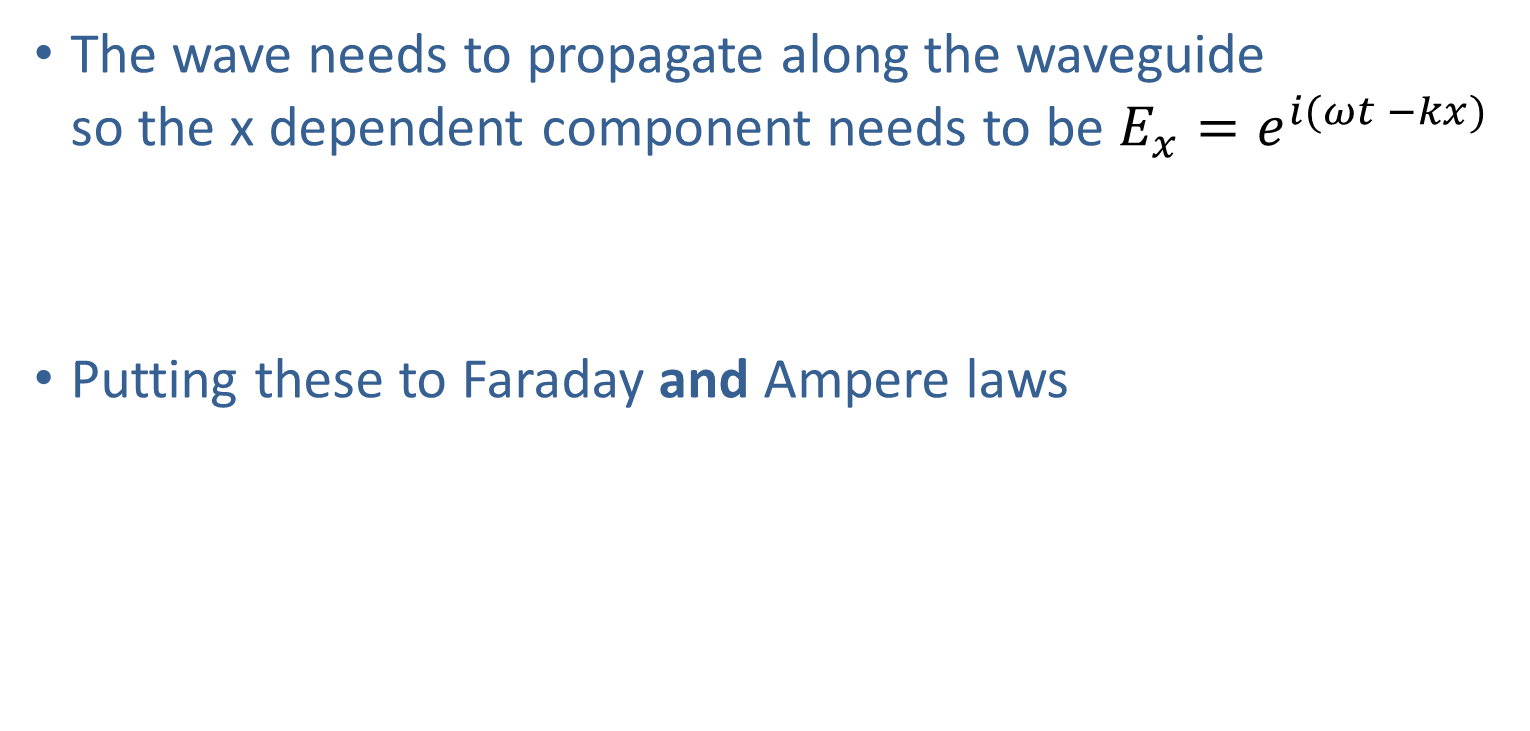 • The wave needs to propagate along the waveguide
so the x dependent component needs to be $E_x = e^{i(\omega t - kx)}$
• Putting these to Faraday and Ampere laws